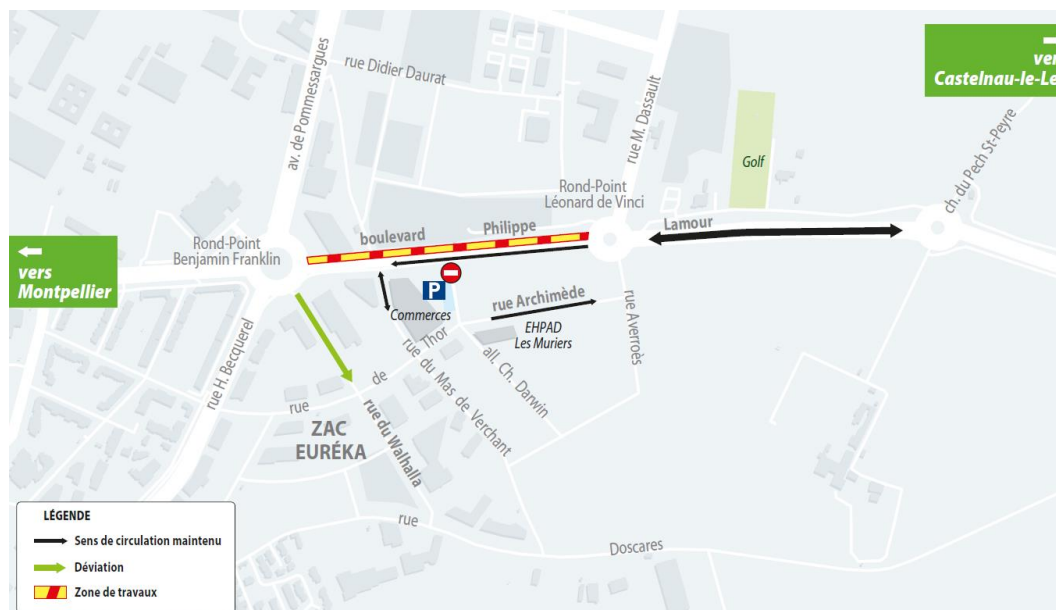 rue Didier Daurat
av. de Pommessargues
rue M. Dassault
←
ver
Castelnau-le-Le
ch. du Pech St-Peyre
Golf
Rond-Point
Léonard de Vinci
Rond-Point
Benjamin Franklin
boulevard Philippe Lamour
←
vers
Montpellier
P
Commerces
rue Archimède
EHPAD
Les Muriers
rue Averroès
rue H. Becquerel
rue de Thor
rue du Mas de Verchant
all. Ch. Darwin
ZAC
EURÉKA
rue du Walhalla
rue Doscares
LÉGENDE
Sens de circulation maintenu
Déviation
Zone de travaux